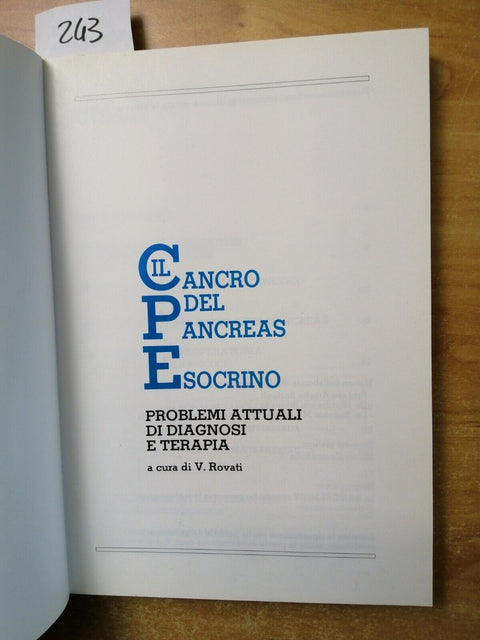 243
IL
CANCRO
DEL
PANCREAS
ESOCRINO
PROBLEMI ATTUALI
DI DIAGNOSI
E TERAPIA
a cura di V. Rovati